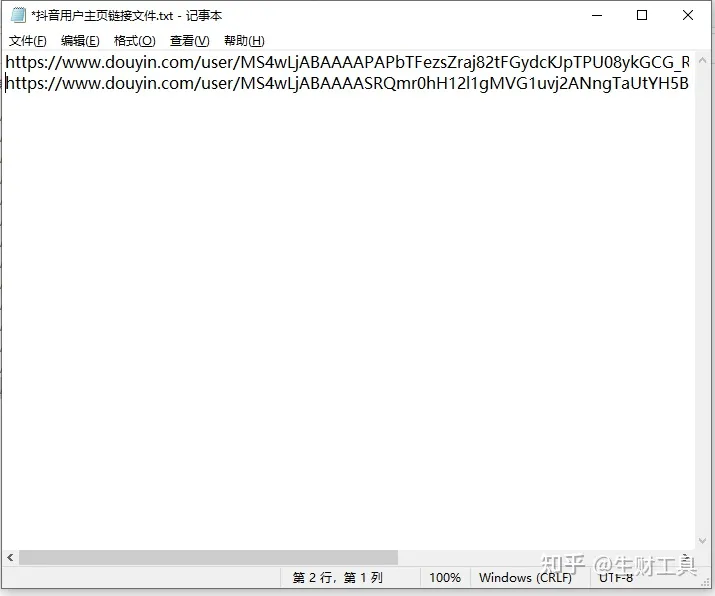 *抖音用户主页链接文件.txt - 记事本
文件(F) 编辑(E) 格式(O) 查看(V) 帮助(H)
https://www.douyin.com/user/MS4wLjABAAAAPAPbTFezsZraj82tFGydcKJpTPU08ykGCG_R
https://www.douyin.com/user/MS4wLjABAAAASRQmr0hH12l1gMVG1uvj2ANngTaUtYH5B
第 2 行，第 1 列 100% Windows (CRLF) UTF-8
知乎 @生财工具